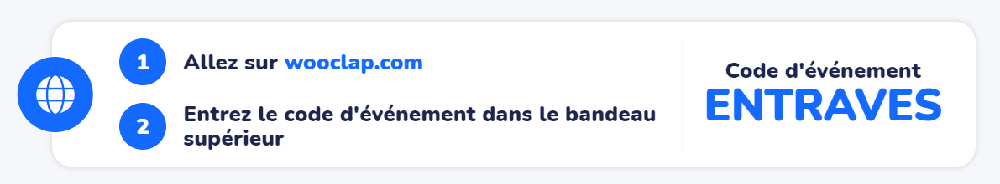 1 Allez sur wooclap.com
2 Entrez le code d'événement dans le bandeau
supérieur
Code d'événement
ENTRAVES